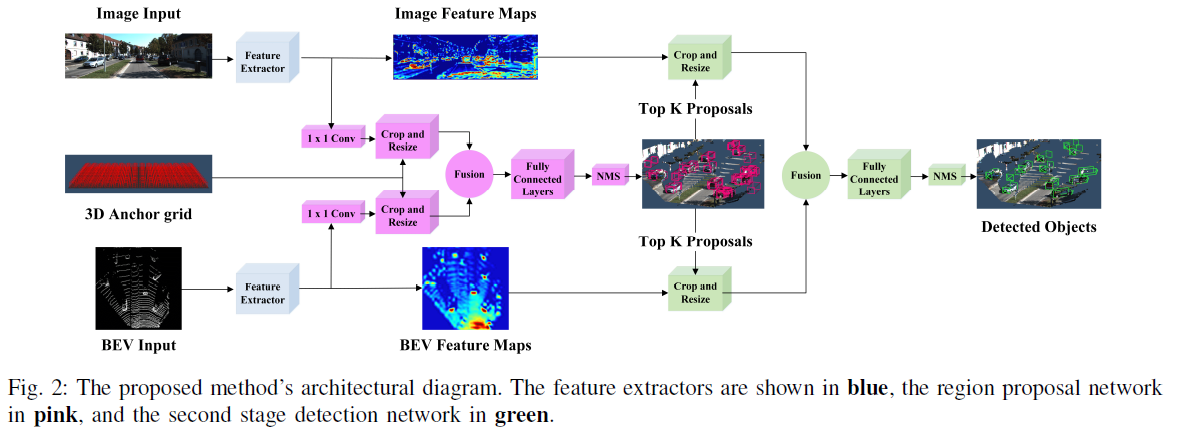 Image Input
Image Feature Maps
Feature
Extractor
Crop and
Resize
Top K Proposals
1 x 1 Conv
Crop and
Resize
Fusion
Fully
Connected
Layers
NMS
Fusion
Fully
Connected
Layers
NMS
3D Anchor grid
1 x 1 Conv
Crop and
Resize
Detected Objects
Top K Proposals
Feature
Extractor
Crop and
Resize
BEV Input
BEV Feature Maps
Fig. 2: The proposed method's architectural diagram. The feature extractors are shown in blue, the region proposal network
in pink, and the second stage detection network in green.